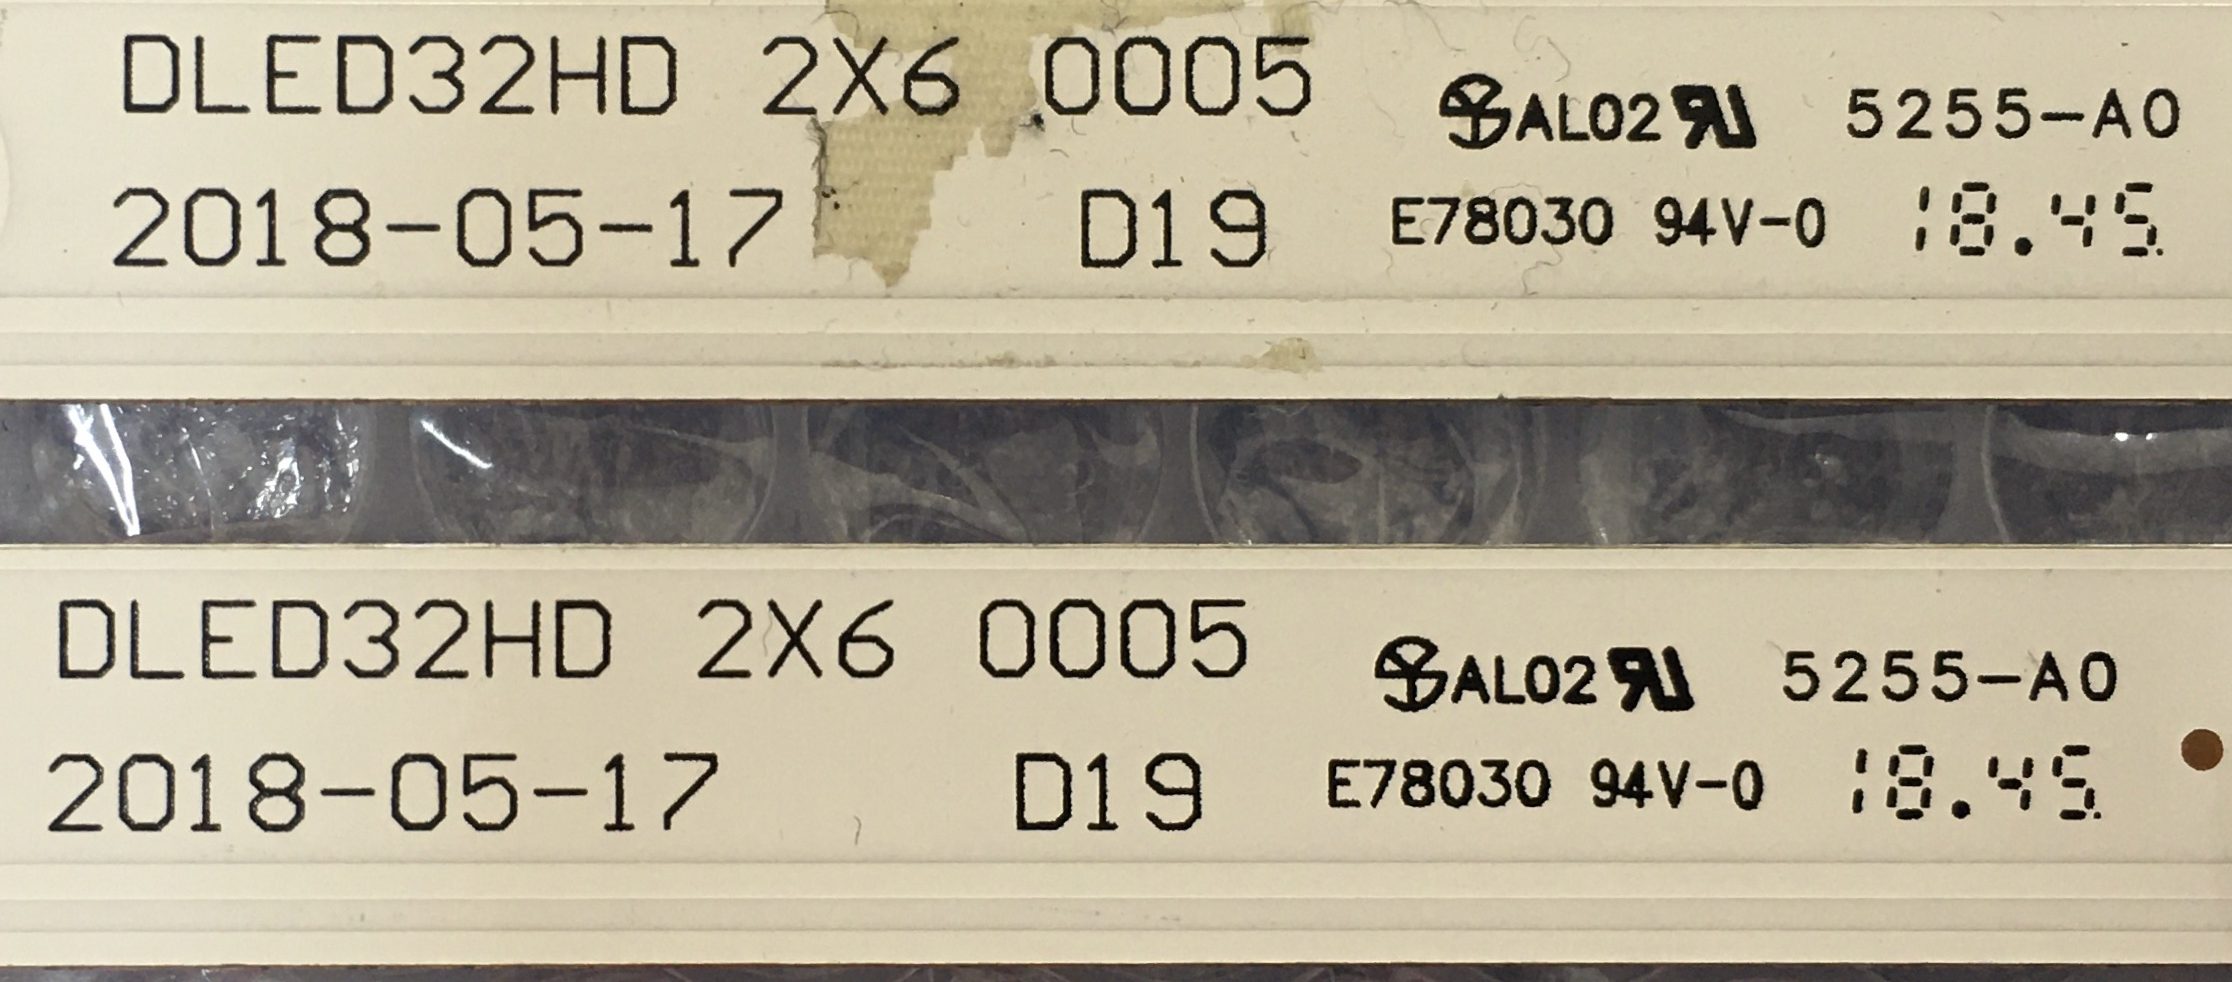 DLED32HD 2X6 0005
AL02 5255-A0
2018-05-17 D19
E78030 94V-0 18.45.
DLED32HD 2X6 0005
AL02 5255-A0
2018-05-17 D19
E78030 94V-0 18.45.